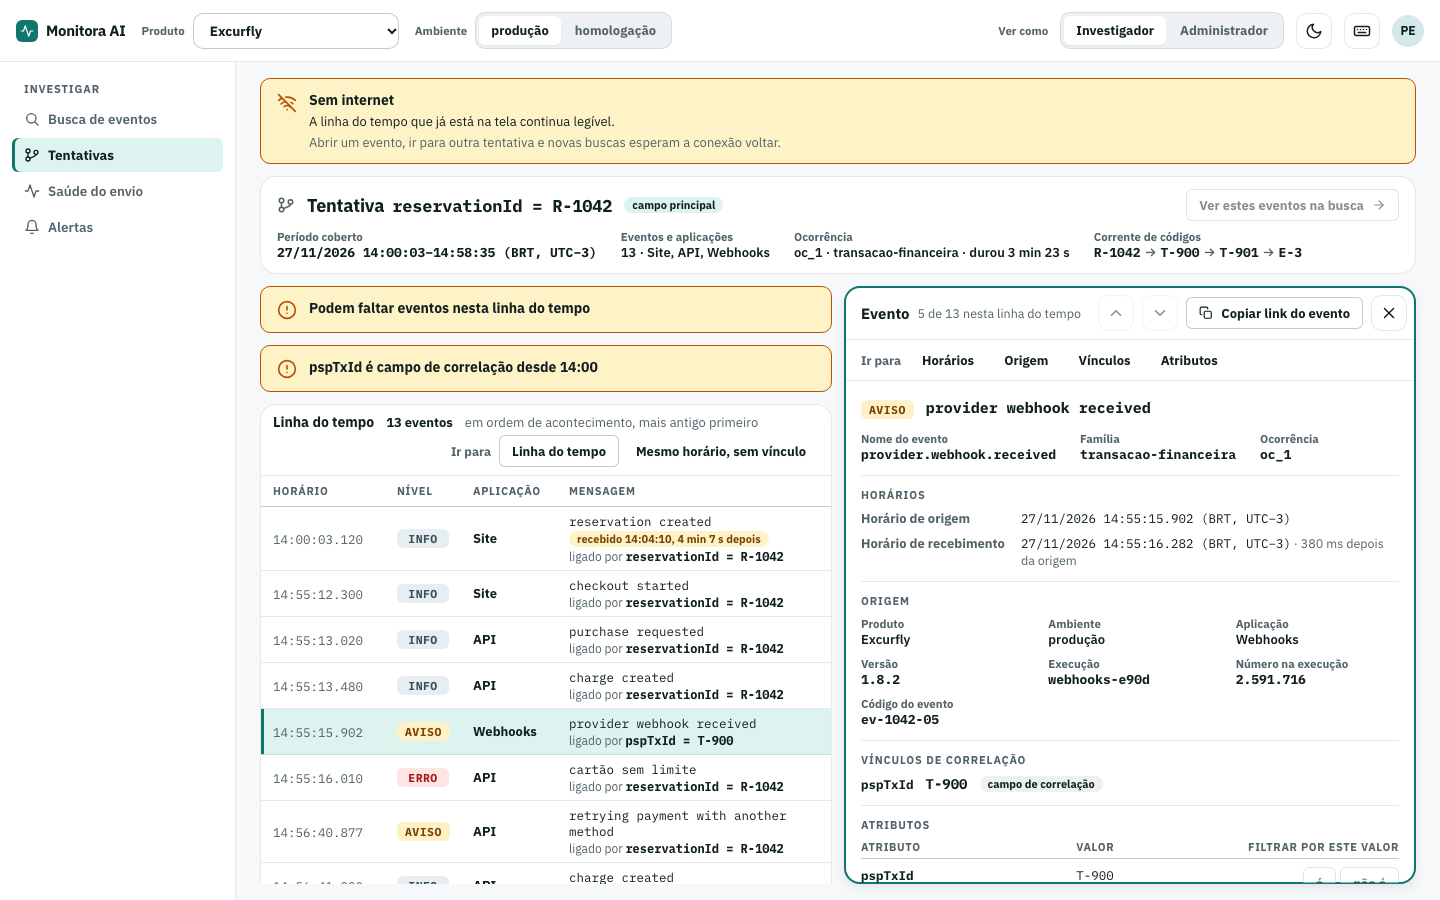 Monitora AI
Produto
Excurfly
Ambiente
produção
homologação
Ver como
Investigador
Administrador
PE
INVESTIGAR
Busca de eventos
Tentativas
Saúde do envio
Alertas
Sem internet
A linha do tempo que já está na tela continua legível.
Abrir um evento, ir para outra tentativa e novas buscas esperam a conexão voltar.
Tentativa reservationId = R-1042
campo principal
Ver estes eventos na busca →
Período coberto
27/11/2026 14:00:03–14:58:35 (BRT, UTC−3)
Eventos e aplicações
13 · Site, API, Webhooks
Ocorrência
oc_1 · transacao-financeira · durou 3 min 23 s
Corrente de códigos
R-1042 → T-900 → T-901 → E-3
Podem faltar eventos nesta linha do tempo
pspTxId é campo de correlação desde 14:00
Linha do tempo 13 eventos em ordem de acontecimento, mais antigo primeiro
Ir para Linha do tempo Mesmo horário, sem vínculo
HORÁRIO NÍVEL APLICAÇÃO MENSAGEM
14:00:03.120 INFO Site reservation created
recebido 14:04:10, 4 min 7 s depois
ligado por reservationId = R-1042
14:55:12.300 INFO Site checkout started
ligado por reservationId = R-1042
14:55:13.020 INFO API purchase requested
ligado por reservationId = R-1042
14:55:13.480 INFO API charge created
ligado por reservationId = R-1042
14:55:15.902 AVISO Webhooks provider webhook received
ligado por pspTxId = T-900
14:55:16.010 ERRO API cartão sem limite
ligado por reservationId = R-1042
14:56:40.877 AVISO API retrying payment with another
method
ligado por reservationId = R-1042
charge created
Evento 5 de 13 nesta linha do tempo
Copiar link do evento
Ir para Horários Origem Vínculos Atributos
AVISO provider webhook received
Nome do evento
provider.webhook.received
Família
transacao-financeira
Ocorrência
oc_1
HORÁRIOS
Horário de origem 27/11/2026 14:55:15.902 (BRT, UTC−3)
Horário de recebimento 27/11/2026 14:55:16.282 (BRT, UTC−3) · 380 ms depois
da origem
ORIGEM
Produto
Excurfly
Ambiente
produção
Aplicação
Webhooks
Versão
1.8.2
Execução
webhooks-e90d
Número na execução
2.591.716
Código do evento
ev-1042-05
VÍNCULOS DE CORRELAÇÃO
pspTxId T-900 campo de correlação
ATRIBUTOS
ATRIBUTO VALOR FILTRAR POR ESTE VALOR
pspTxId T-900